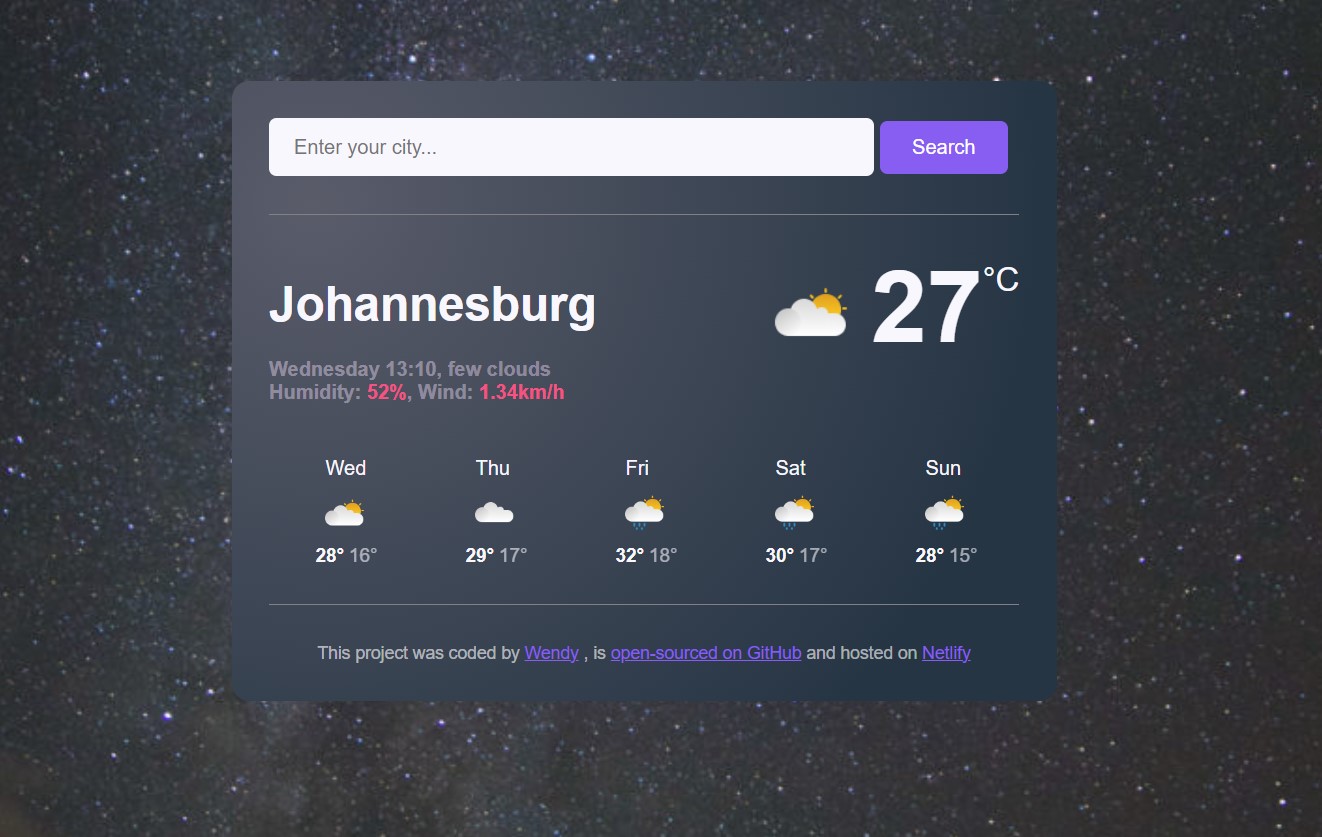 Enter your city... Search
Johannesburg 27°C
Wednesday 13:10, few clouds
Humidity: 52%, Wind: 1.34km/h
Wed Thu Fri Sat Sun
28° 16° 29° 17° 32° 18° 30° 17° 28° 15°
This project was coded by Wendy , is open-sourced on GitHub and hosted on Netlify